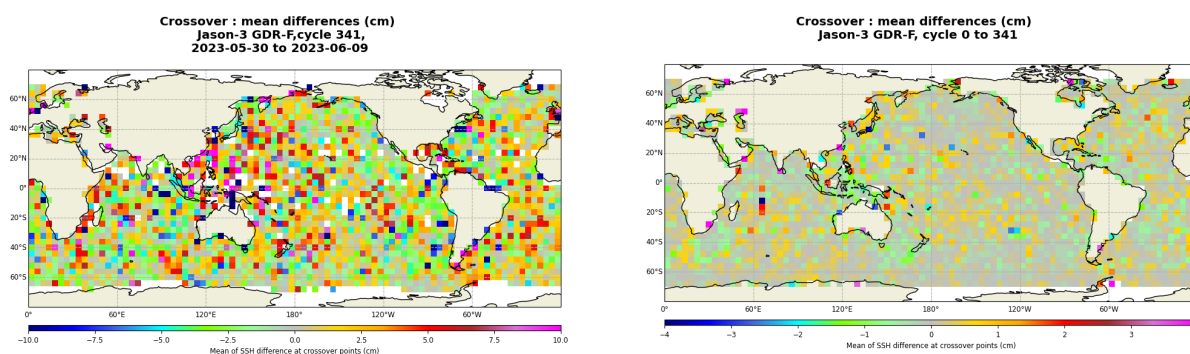 Crossover : mean differences (cm)
Jason-3 GDR-F,cycle 341,
2023-05-30 to 2023-06-09
60°N
40°N
20°N
0°
20°S
40°S
60°S
0° 60°E 120°E 180° 120°W 60°W 0°
−10.0 −7.5 −5.0 −2.5 0.0 2.5 5.0 7.5 10.0
Mean of SSH difference at crossover points (cm)
Crossover : mean differences (cm)
Jason-3 GDR-F, cycle 0 to 341
60°N
40°N
20°N
0°
20°S
40°S
60°S
0° 60°E 120°E 180° 120°W 60°W
−4 −3 −2 −1 0 1 2 3
Mean of SSH difference at crossover points (cm)